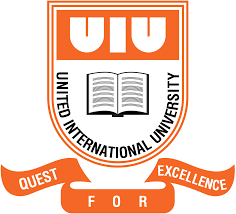 UIU
UNITED INTERNATIONAL UNIVERSITY
QUEST
FOR
EXCELLENCE